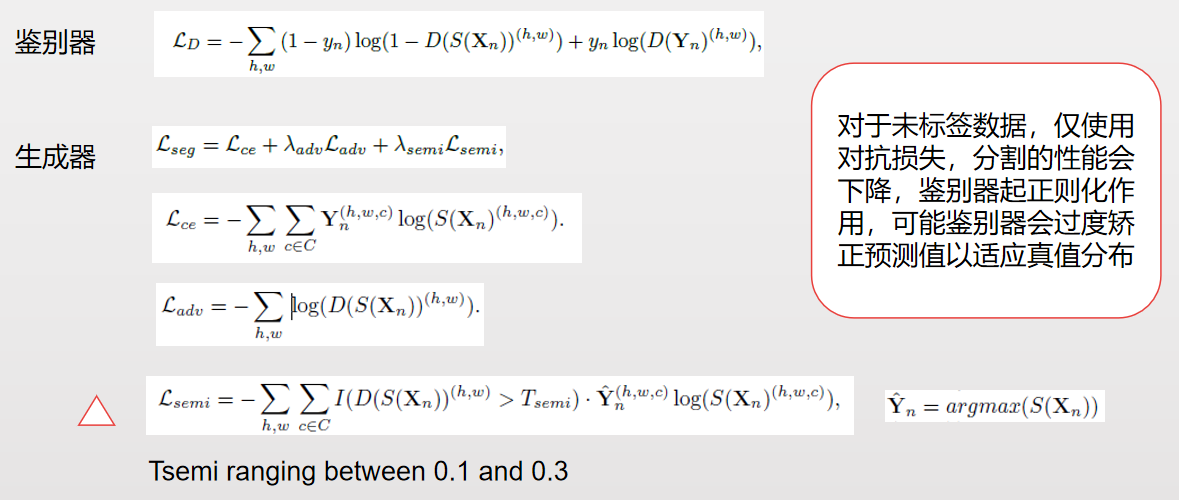 鉴别器
$\mathcal{L}_D = -\sum_{h,w}(1-y_n)\log(1-D(S(\mathbf{X}_n))^{(h,w)})+y_n\log(D(\mathbf{Y}_n)^{(h,w)}),$
生成器
$\mathcal{L}_{seg} = \mathcal{L}_{ce}+\lambda_{adv}\mathcal{L}_{adv}+\lambda_{semi}\mathcal{L}_{semi},$
$\mathcal{L}_{ce} = -\sum_{h,w}\sum_{c\in C}\mathbf{Y}_n^{(h,w,c)}\log(S(\mathbf{X}_n)^{(h,w,c)}).$
$\mathcal{L}_{adv} = -\sum_{h,w}\log(D(S(\mathbf{X}_n))^{(h,w)}).$
对于未标签数据，仅使用
对抗损失，分割的性能会
下降，鉴别器起正则化作
用，可能鉴别器会过度矫
正预测值以适应真值分布
$\mathcal{L}_{semi} = -\sum_{h,w}\sum_{c\in C}I(D(S(\mathbf{X}_n))^{(h,w)}>T_{semi})\cdot\hat{\mathbf{Y}}_n^{(h,w,c)}\log(S(\mathbf{X}_n)^{(h,w,c)}),$
$\hat{\mathbf{Y}}_n = argmax(S(\mathbf{X}_n))$
Tsemi ranging between 0.1 and 0.3